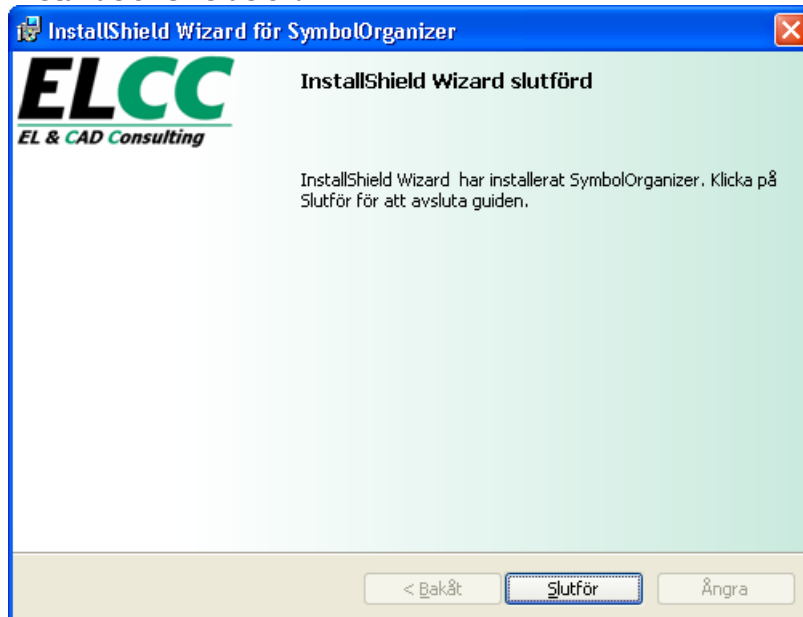 InstallShield Wizard för SymbolOrganizer
ELCC
EL & CAD Consulting
InstallShield Wizard slutförd
InstallShield Wizard har installerat SymbolOrganizer. Klicka på
Slutför för att avsluta guiden.
< Bakåt
Slutför
Ångra